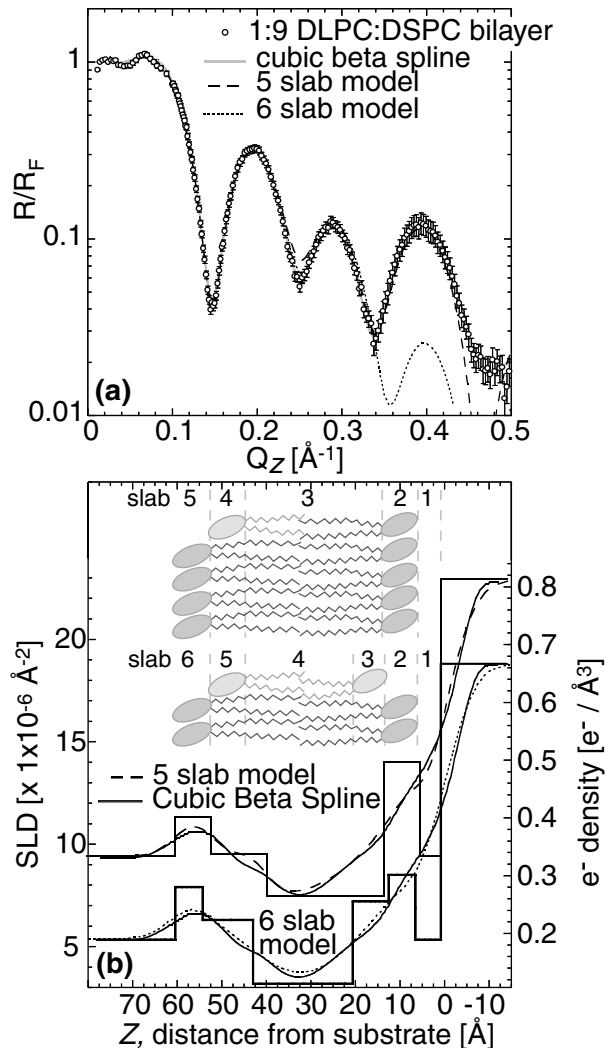 1:9 DLPC:DSPC bilayer
cubic beta spline
5 slab model
6 slab model
1
0.1
0.01
R/R_F
(a)
0 0.1 0.2 0.3 0.4 0.5
Q_Z [Å⁻¹]
slab 5 4 3 2 1
slab 6 5 4 3 2 1
5 slab model
Cubic Beta Spline
6 slab
model
20
15
10
5
SLD [x 1x10⁻⁶ Å⁻²]
0.8
0.7
0.6
0.5
0.4
0.3
0.2
e⁻ density [e⁻ / Å³]
(b)
70 60 50 40 30 20 10 0 -10
Z, distance from substrate [Å]